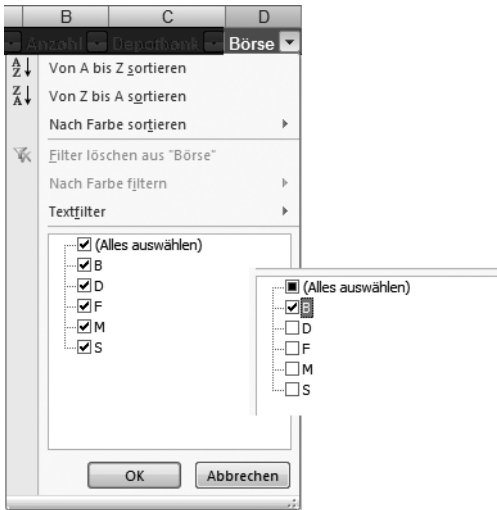 B C D
Anzahl Depotbank Börse
Von A bis Z sortieren
Von Z bis A sortieren
Nach Farbe sortieren
Filter löschen aus "Börse"
Nach Farbe filtern
Textfilter
(Alles auswählen)
B
D
F
M
S
(Alles auswählen)
B
D
F
M
S
OK Abbrechen